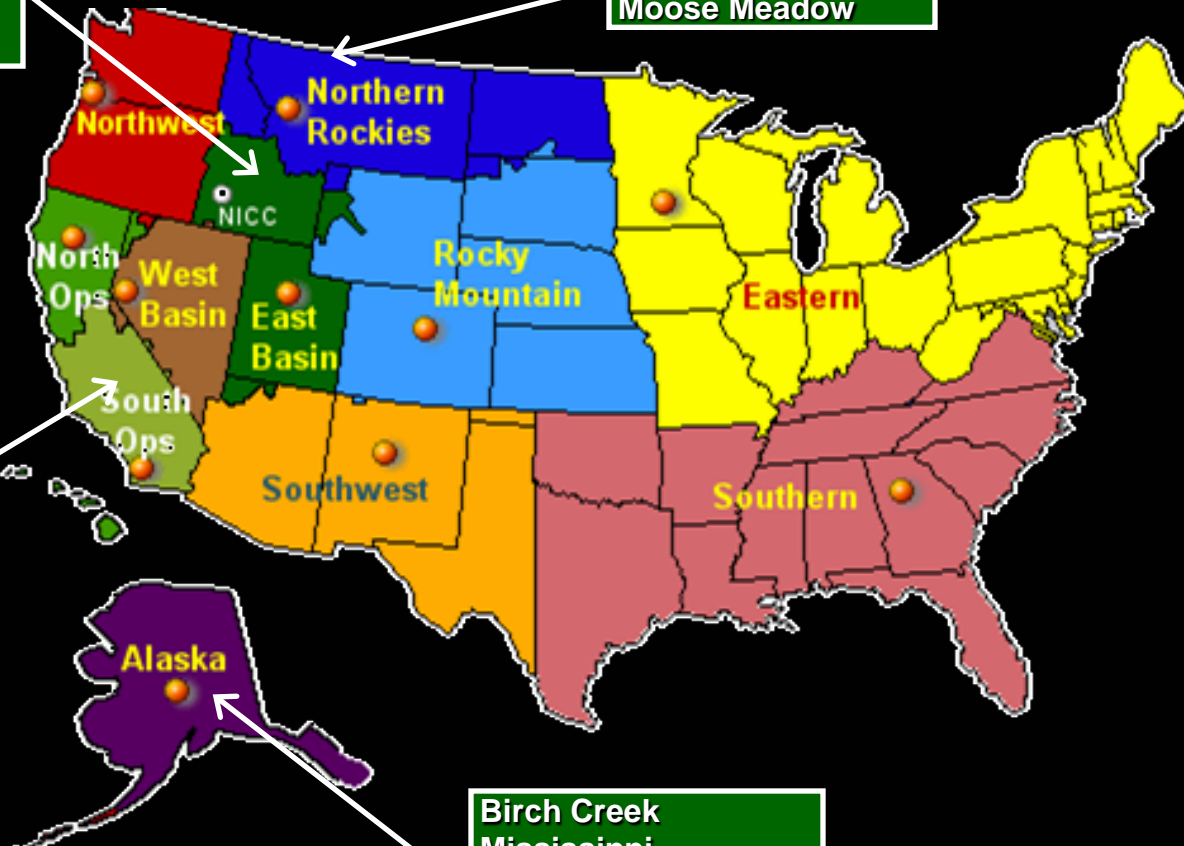 Moose Meadow
Northern
Rockies
Northwest
NICC
North
Ops
West
Basin
East
Basin
Rocky
Mountain
Eastern
South
Ops
Southwest
Southern
Alaska
Birch Creek
Mississippi